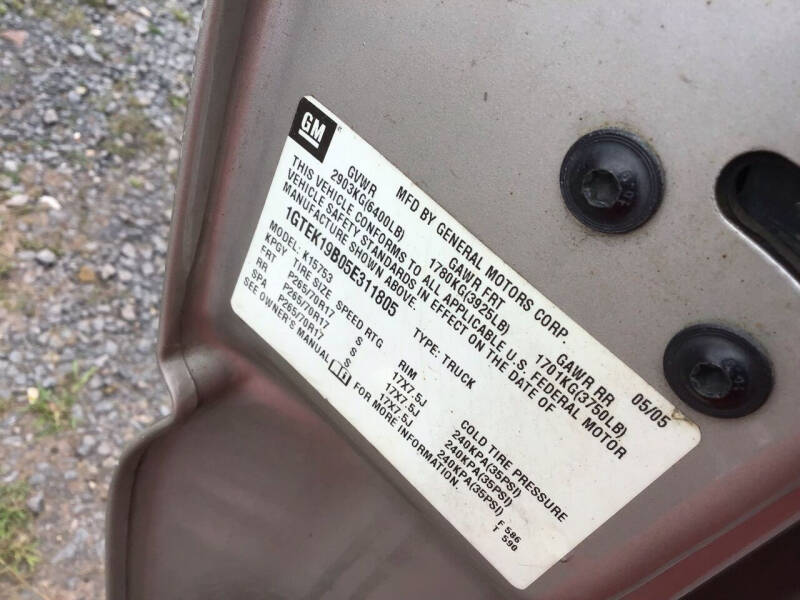 GM
MFD BY GENERAL MOTORS CORP. 05/05
GVWR GAWR FRT GAWR RR
2903KG(6400LB) 1780KG(3925LB) 1701KG(3750LB)
THIS VEHICLE CONFORMS TO ALL APPLICABLE U.S. FEDERAL MOTOR
VEHICLE SAFETY STANDARDS IN EFFECT ON THE DATE OF
MANUFACTURE SHOWN ABOVE.
1GTEK19B05E311805 TYPE: TRUCK
MODEL: K15753
KPGY TIRE SIZE SPEED RTG RIM COLD TIRE PRESSURE
FRT P265/70R17 S 17X7.5J 240KPA(35PSI)
RR P265/70R17 S 17X7.5J 240KPA(35PSI)
SPA P265/70R17 S 17X7.5J 240KPA(35PSI)
SEE OWNER'S MANUAL FOR MORE INFORMATION.
F 586
T 590